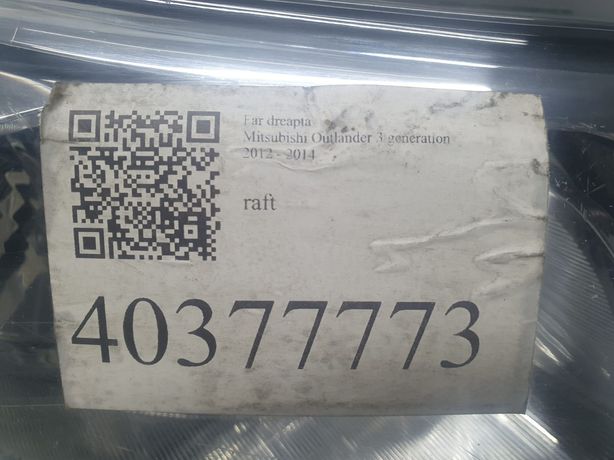 Far dreapta
Mitsubishi Outlander 3 generation
2012 - 2014
raft
40377773